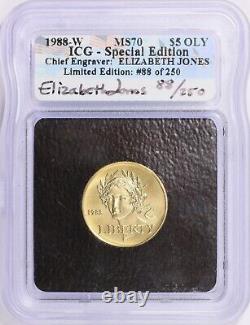 1988-W MS70 $5 OLY
ICG - Special Edition
Chief Engraver: ELIZABETH JONES
Limited Edition: #88 of 250
Elizabeth Jones 88/250
1988
LIBERTY